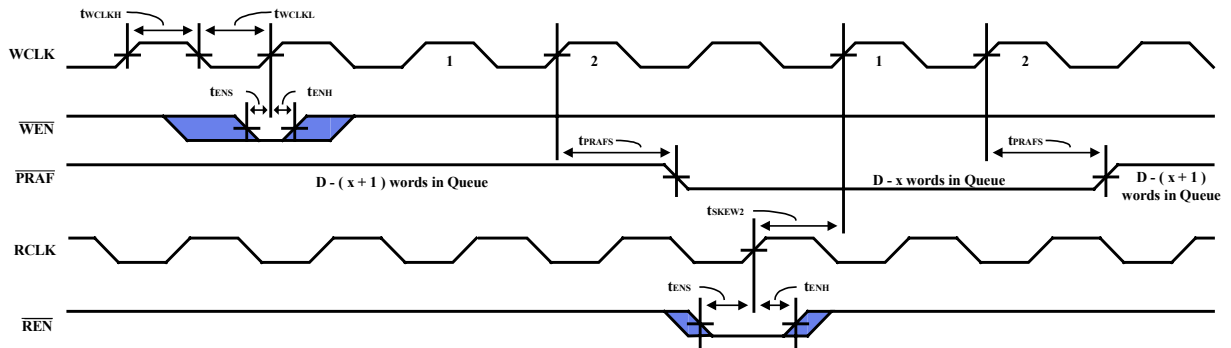 tWCLKH tWCLKL
WCLK 1 2 1 2
tENS tENH
WEN
tPRAFS tPRAFS
PRAF D - ( x + 1 ) words in Queue D - x words in Queue D - ( x + 1 )
words in Queue
tSKEW2
RCLK
tENS tENH
REN